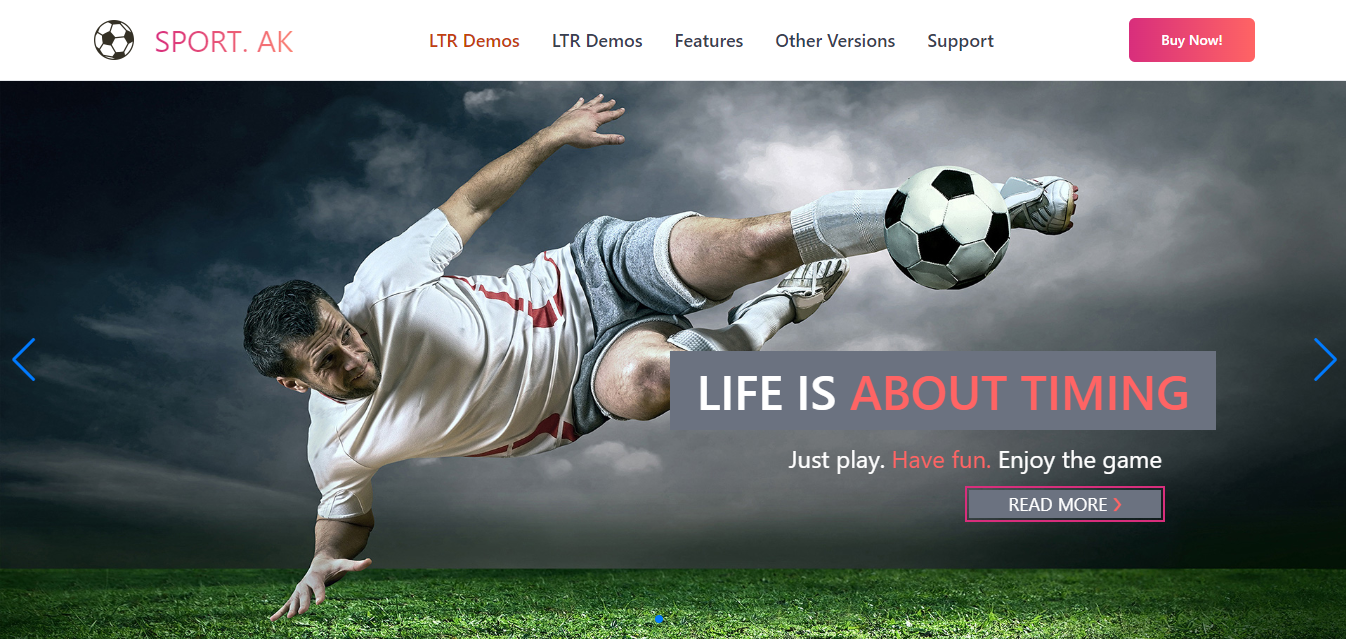 SPORT. AK
LTR Demos
LTR Demos
Features
Other Versions
Support
Buy Now!
LIFE IS ABOUT TIMING
Just play. Have fun. Enjoy the game
READ MORE ❯